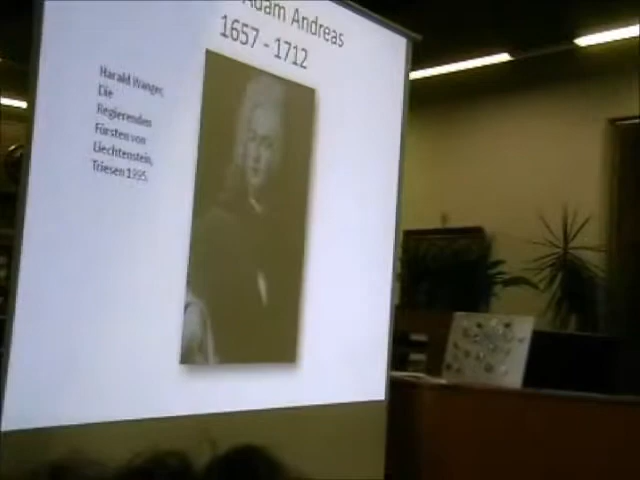 Adam Andreas
1657 - 1712
Harald Wanger,
Die
Regierenden
Fürsten von
Liechtenstein,
Triesen 1995.